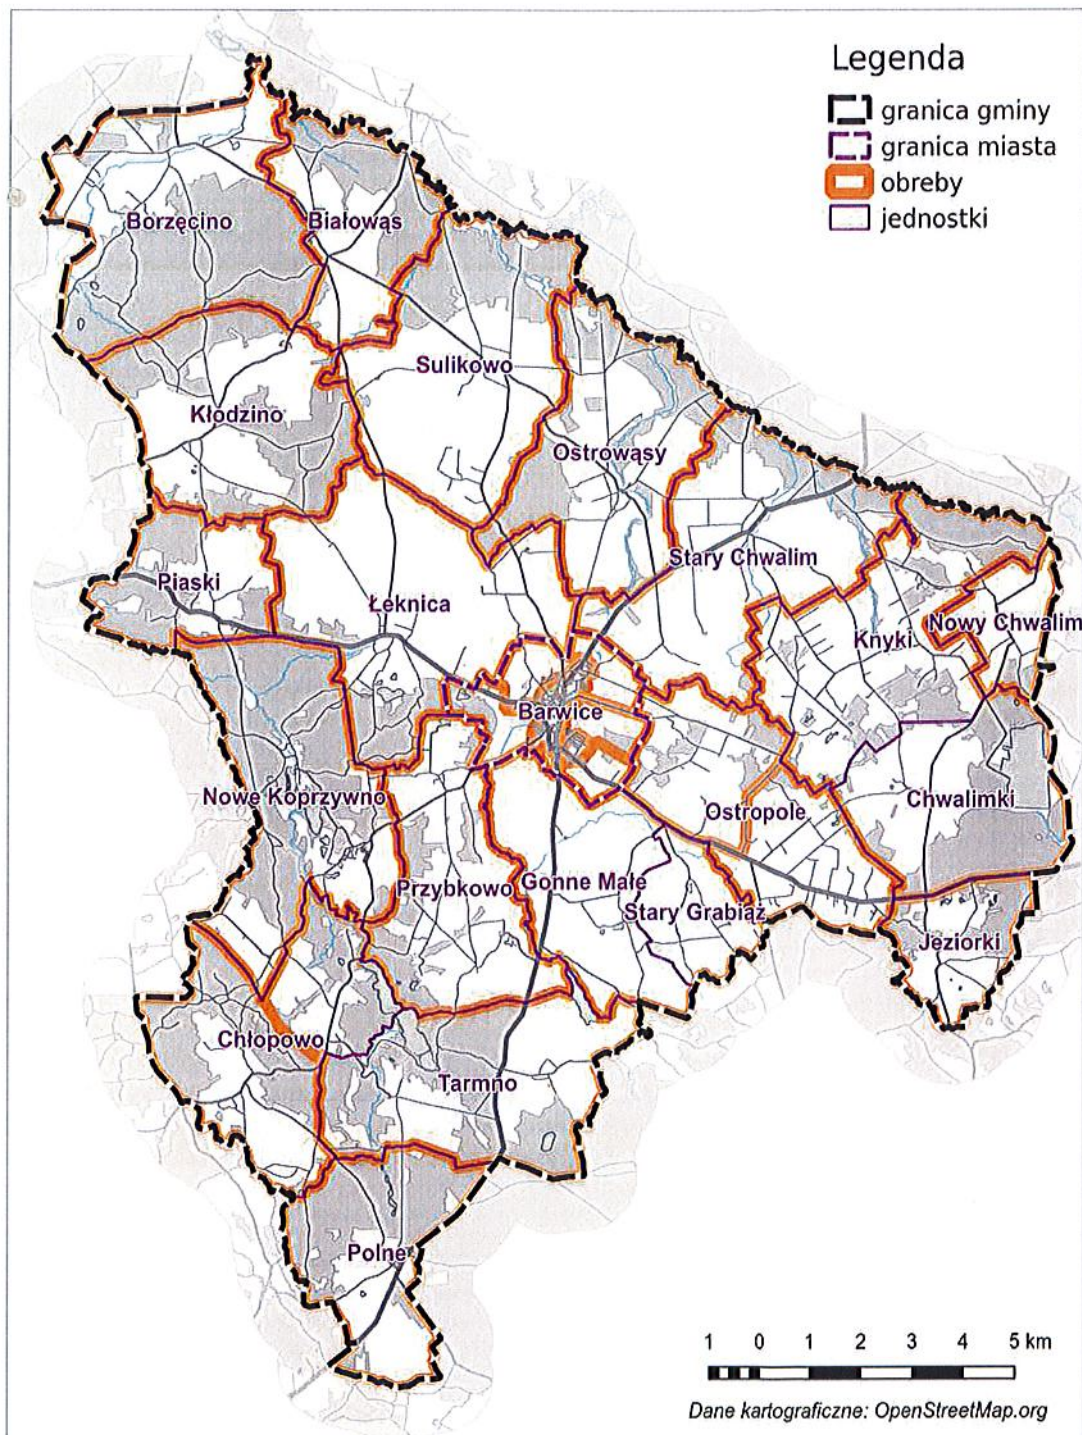 Legenda
granica gminy
granica miasta
obreby
jednostki
Borzęcino
Białowąs
Sulikowo
Kłodzino
Ostrowąsy
Stary Chwalim
Piaski
Łeknica
Knyki
Nowy Chwalim
Barwice
Nowe Koprzywno
Ostropole
Chwalimki
Przybkowo
Gonne Małe
Stary Grabiąż
Jeziorki
Chłopowo
Tarmno
Polne
1 0 1 2 3 4 5 km
Dane kartograficzne: OpenStreetMap.org